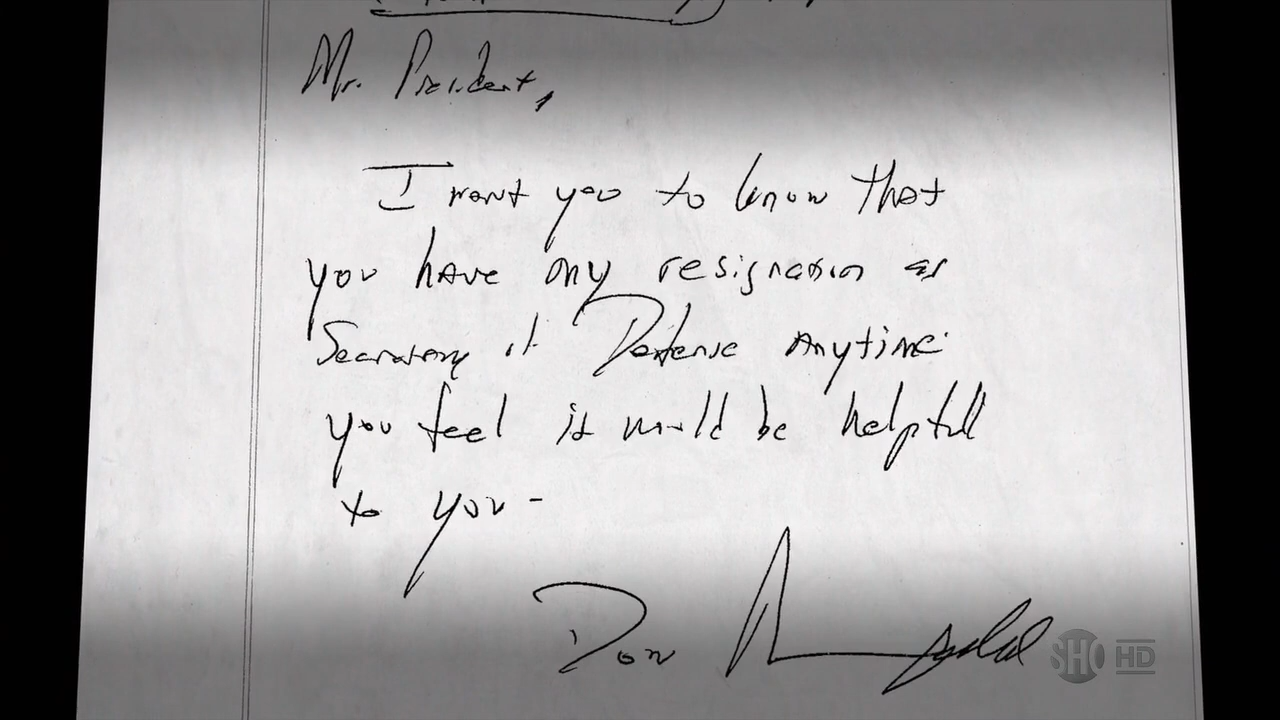 Mr. President,
I want you to know that
you have my resignation as
Secretary of Defense Anytime
you feel it would be helpful
to you -
Don Rumsfeld
SHO HD